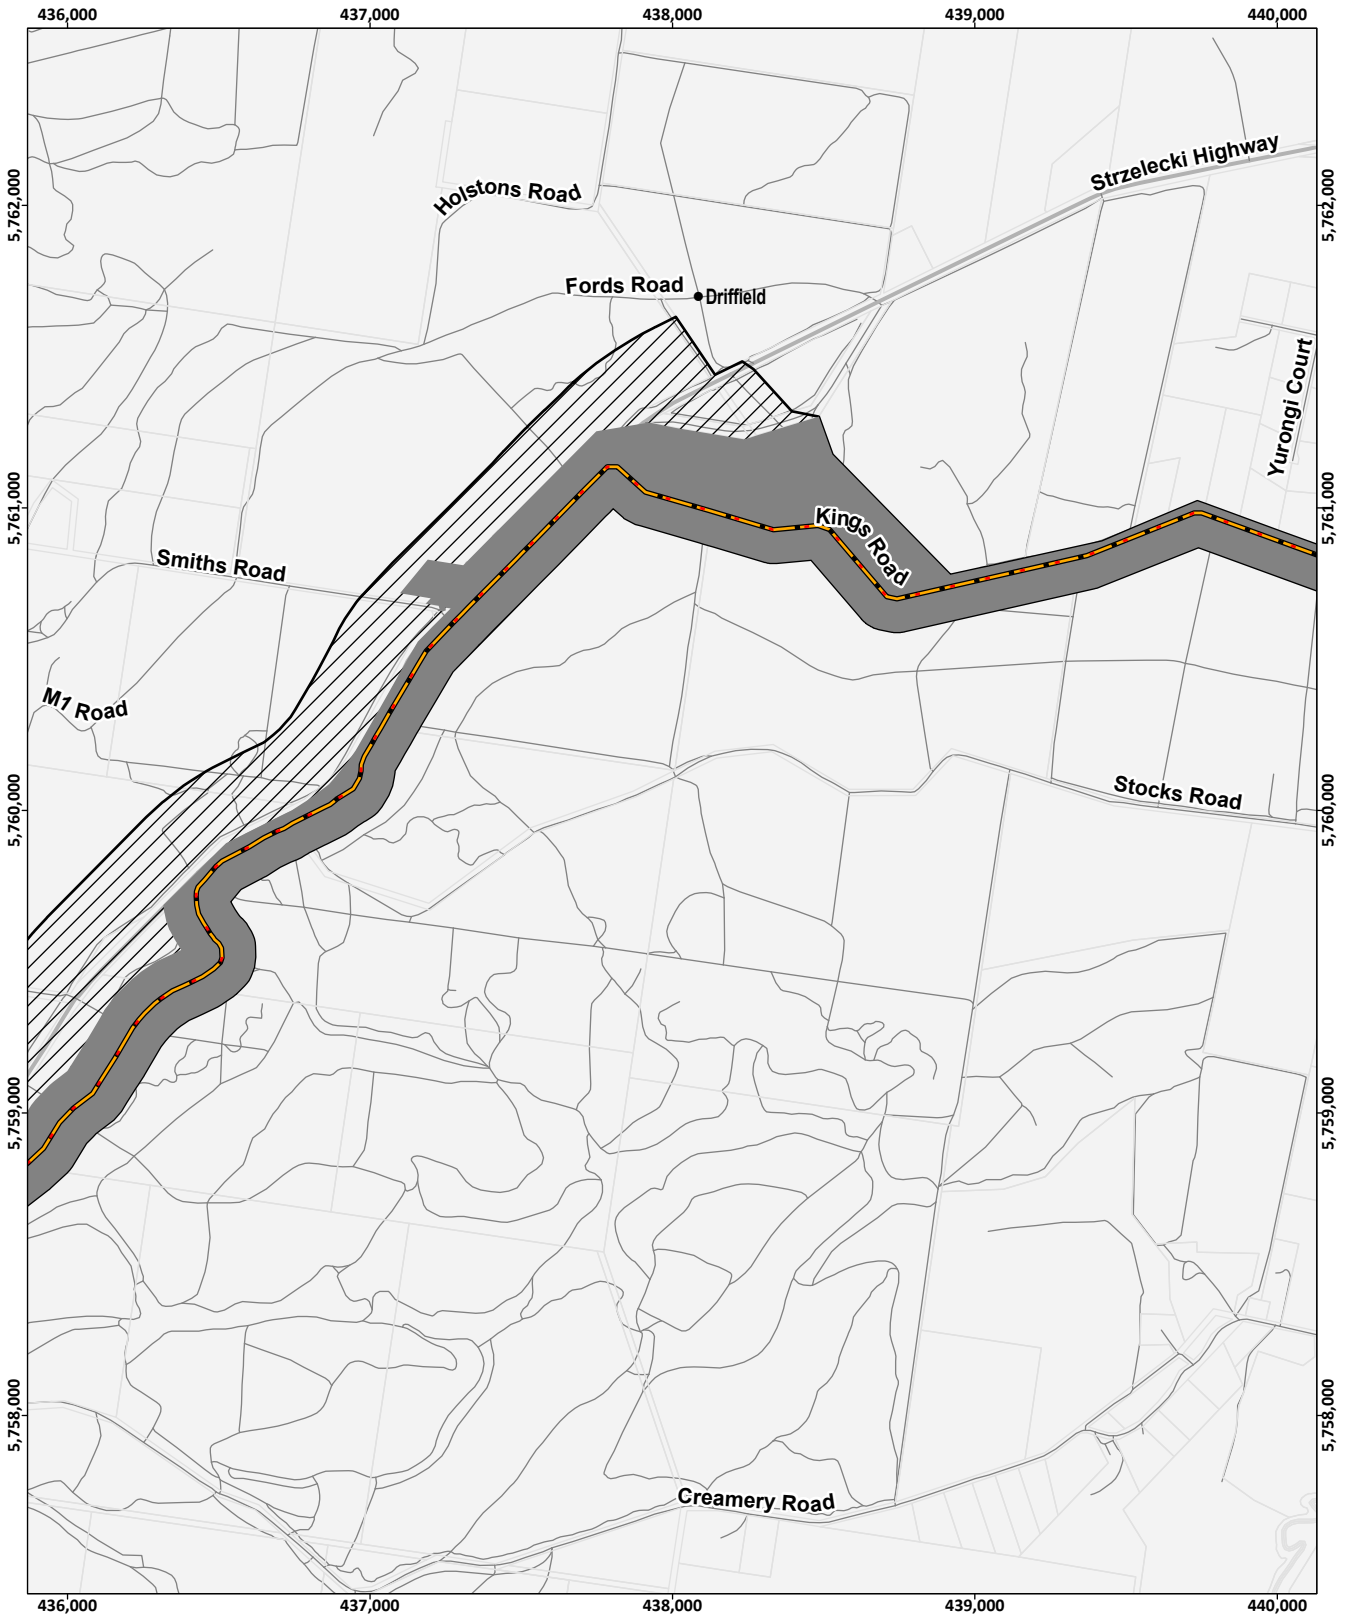 436,000
437,000
438,000
439,000
440,000
Strzelecki Highway
Holstons Road
5,762,000
5,762,000
Fords Road
Driffield
Yurongi Court
5,761,000
5,761,000
Kings Road
Smiths Road
M1 Road
Stocks Road
5,760,000
5,760,000
5,759,000
5,759,000
5,758,000
5,758,000
Creamery Road
436,000
437,000
438,000
439,000
440,000